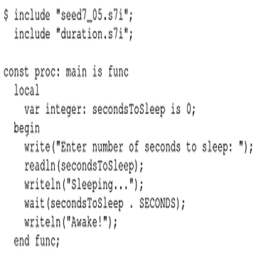 $ include "seed7_05.s7i";
  include "duration.s7i";

const proc: main is func
  local
    var integer: secondsToSleep is 0;
  begin
    write("Enter number of seconds to sleep: ");
    readln(secondsToSleep);
    writeln("Sleeping...");
    wait(secondsToSleep . SECONDS);
    writeln("Awake!");
  end func;